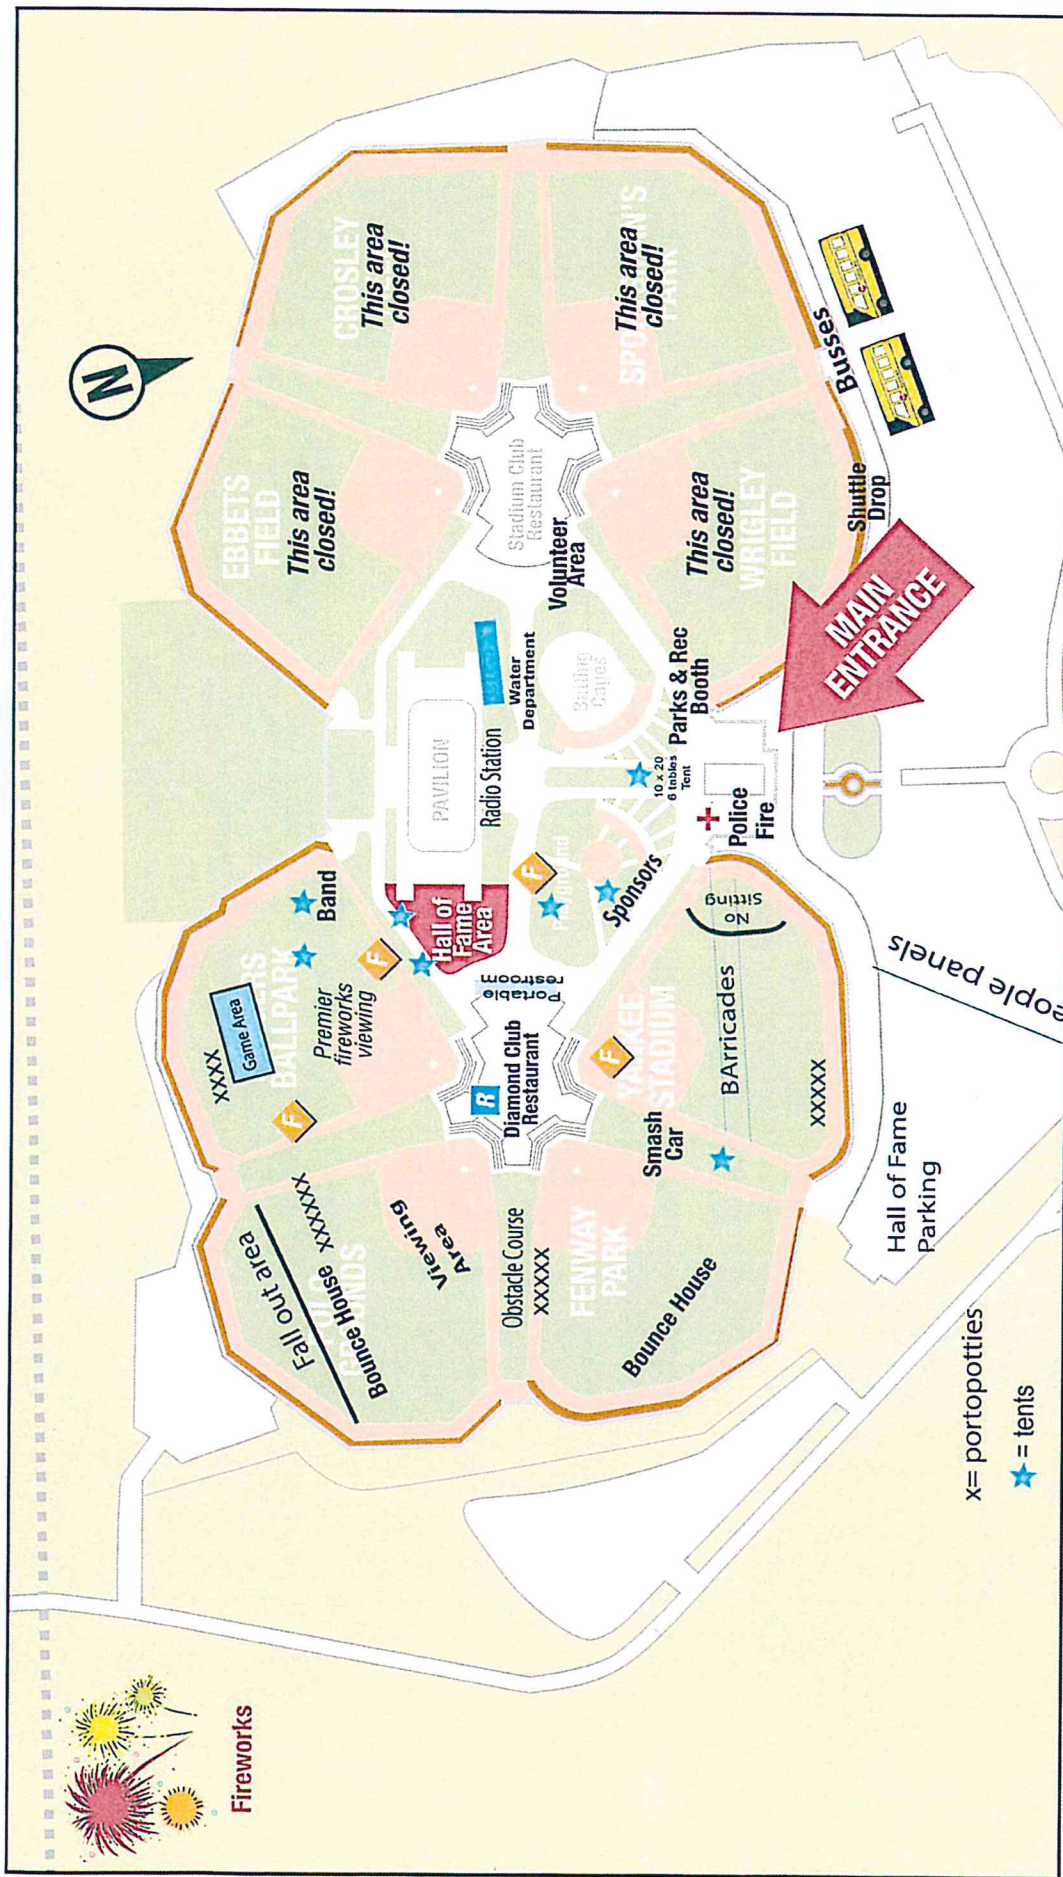 Fireworks
Fall out area
Bounce House XXXXXX
Viewing
Area
XXXX
Game Area
BALLPARK
Premier
fireworks
viewing
Band
F
F
EBBETS
FIELD
This area
closed!
N
CROSLEY
This area
closed!
Obstacle Course
XXXXX
R
Diamond Club
Restaurant
Portable
restroom
Hall of
Fame
Area
F
PAVILION
Radio Station
Water
Department
Batting
Cages
Volunteer
Area
Stadium Club
Restaurant
FENWAY
PARK
Bounce House
Smash
Car
F
YANKEE
STADIUM
BArricades
No
Sitting
XXXXX
Sponsors
10 x 20
6 tables
Tent
Parks & Rec
Booth
Police
Fire
This area
closed!
WRIGLEY
FIELD
This area
closed!
Shuttle
Drop
Busses
MAIN
ENTRANCE
Hall of Fame
Parking
eople panels
x= portopotties
= tents